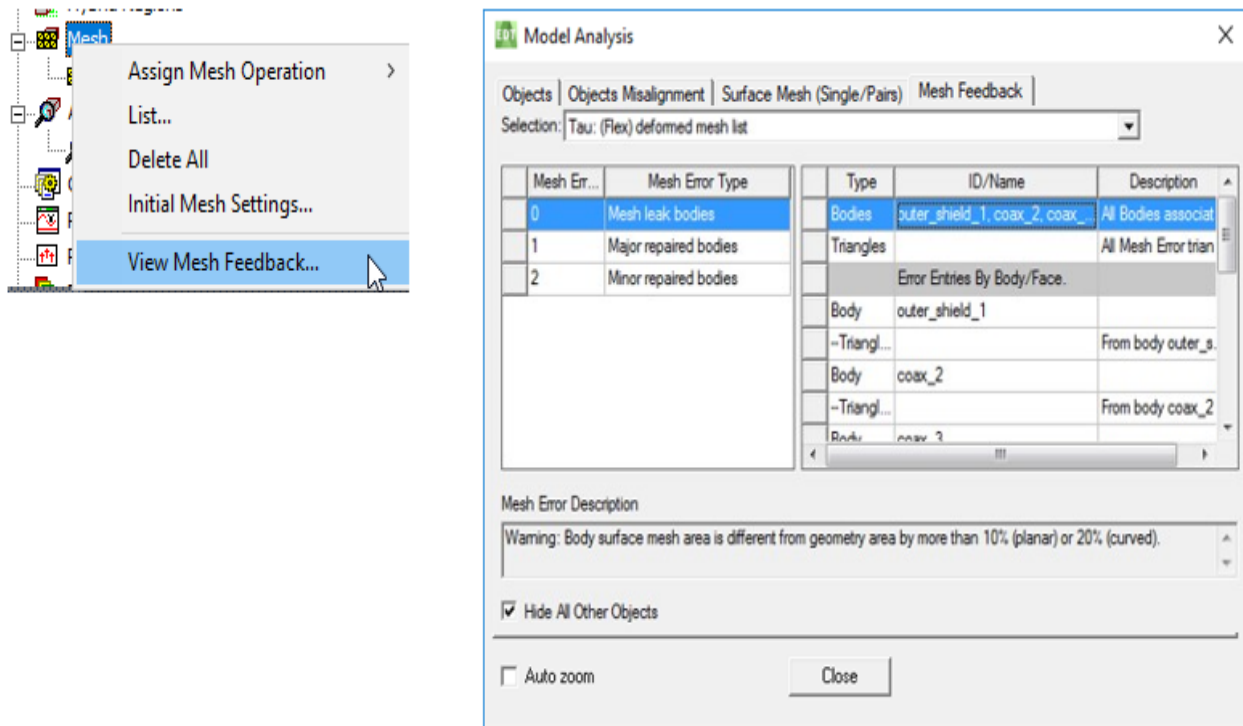 Mesh
Assign Mesh Operation
List...
Delete All
Initial Mesh Settings...
View Mesh Feedback...
EDT Model Analysis
Objects Objects Misalignment Surface Mesh (Single/Pairs) Mesh Feedback
Selection: Tau: (Flex) deformed mesh list
Mesh Err... Mesh Error Type
0 Mesh leak bodies
1 Major repaired bodies
2 Minor repaired bodies
Type ID/Name Description
Bodies outer_shield_1, coax_2, coax_... All Bodies associat
Triangles All Mesh Error trian
Error Entries By Body/Face.
Body outer_shield_1
--Triangl... From body outer_s.
Body coax_2
--Triangl... From body coax_2
Body coax_3
Mesh Error Description
Warning: Body surface mesh area is different from geometry area by more than 10% (planar) or 20% (curved).
Hide All Other Objects
Auto zoom Close